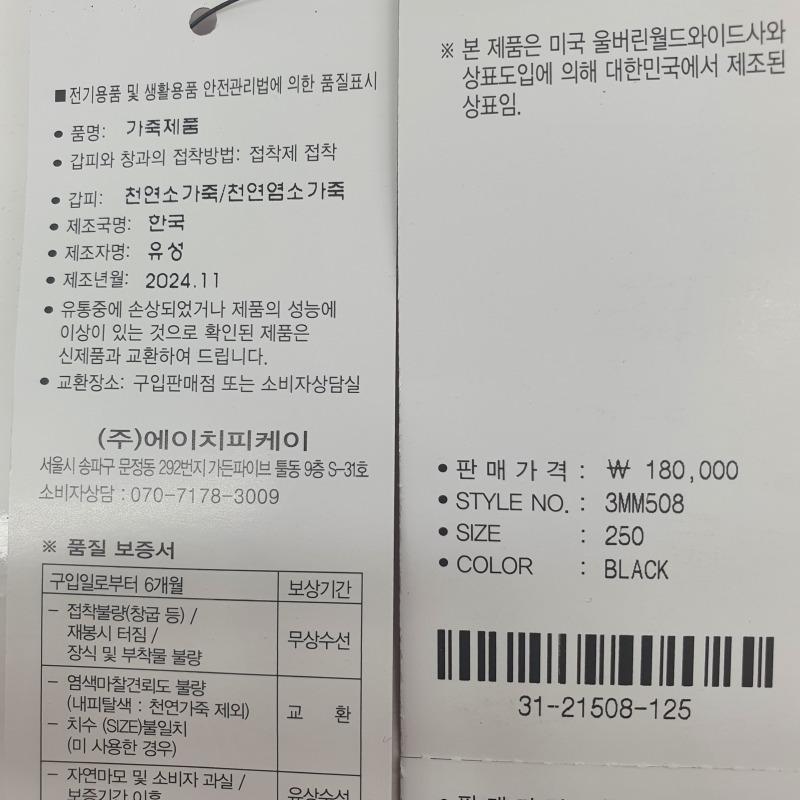 ■ 전기용품 및 생활용품 안전관리법에 의한 품질표시
• 품명: 가죽제품
• 갑피와 창과의 접착방법: 접착제 접착
• 갑피: 천연소가죽/천연염소가죽
• 제조국명: 한국
• 제조자명: 유성
• 제조년월: 2024.11
• 유통중에 손상되었거나 제품의 성능에
이상이 있는 것으로 확인된 제품은
신제품과 교환하여 드립니다.
• 교환장소: 구입판매점 또는 소비자상담실
(주)에이치피케이
서울시 송파구 문정동 292번지 가든파이브 툴동 9층 S-31호
소비자상담 : 070-7178-3009
※ 품질 보증서
구입일로부터 6개월 보상기간
- 접착불량(창굽 등) /
재봉시 터짐 /
장식 및 부착물 불량
무상수선
- 염색마찰견뢰도 불량
(내피탈색 : 천연가죽 제외)
- 치수 (SIZE)불일치
(미 사용한 경우)
교 환
- 자연마모 및 소비자 과실 /
보증기간 이후
유상수선
※ 본 제품은 미국 울버린월드와이드사와
상표도입에 의해 대한민국에서 제조된
상표임.
• 판매가격 : ₩ 180,000
• STYLE NO. : 3MM508
• SIZE : 250
• COLOR : BLACK
31-21508-125
• 판매